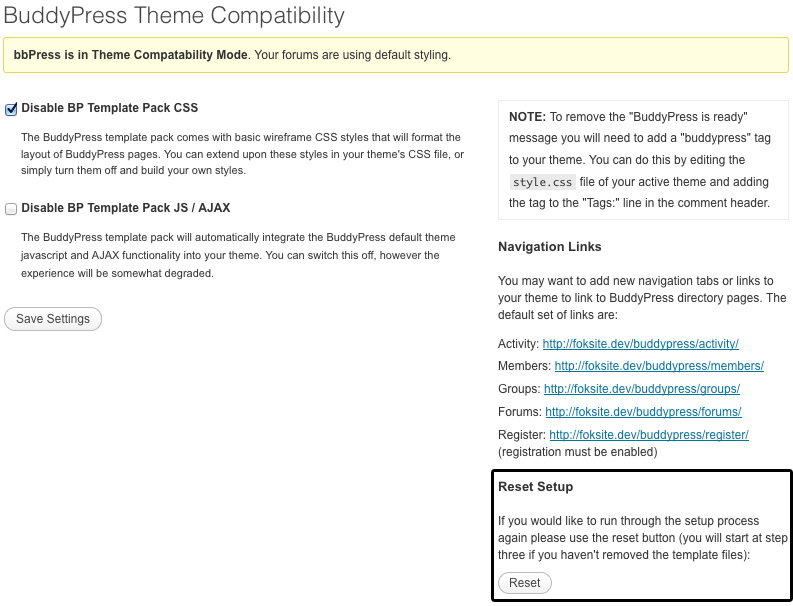 BuddyPress Theme Compatibility
bbPress is in Theme Compatability Mode. Your forums are using default styling.
Disable BP Template Pack CSS
The BuddyPress template pack comes with basic wireframe CSS styles that will format the
layout of BuddyPress pages. You can extend upon these styles in your theme's CSS file, or
simply turn them off and build your own styles.
Disable BP Template Pack JS / AJAX
The BuddyPress template pack will automatically integrate the BuddyPress default theme
javascript and AJAX functionality into your theme. You can switch this off, however the
experience will be somewhat degraded.
Save Settings
NOTE: To remove the "BuddyPress is ready"
message you will need to add a "buddypress" tag
to your theme. You can do this by editing the
style.css file of your active theme and adding
the tag to the "Tags:" line in the comment header.
Navigation Links
You may want to add new navigation tabs or links to
your theme to link to BuddyPress directory pages. The
default set of links are:
Activity: http://foksite.dev/buddypress/activity/
Members: http://foksite.dev/buddypress/members/
Groups: http://foksite.dev/buddypress/groups/
Forums: http://foksite.dev/buddypress/forums/
Register: http://foksite.dev/buddypress/register/
(registration must be enabled)
Reset Setup
If you would like to run through the setup process
again please use the reset button (you will start at step
three if you haven't removed the template files):
Reset